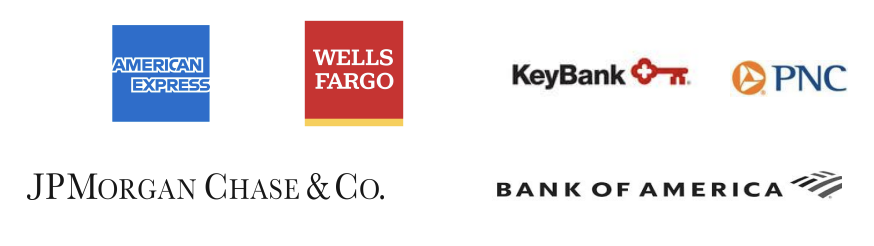 AMERICAN
EXPRESS
WELLS
FARGO
KeyBank
PNC
JPMORGAN CHASE & CO.
BANK OF AMERICA